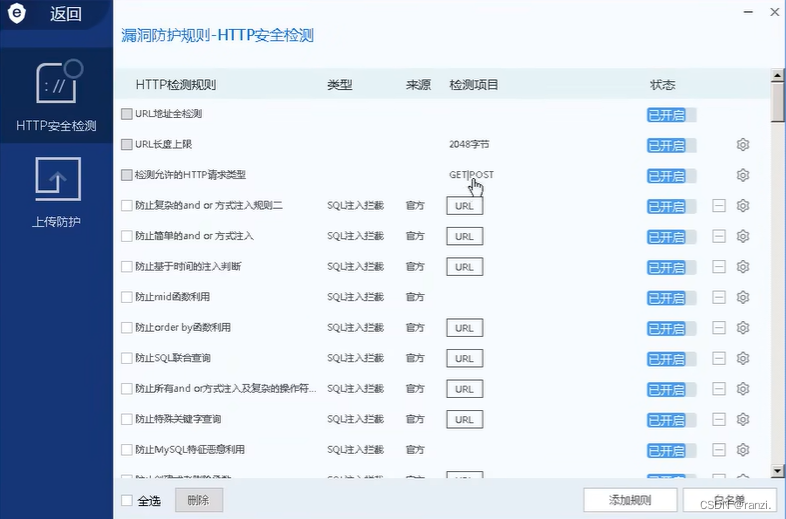 返回
漏洞防护规则-HTTP安全检测
HTTP检测规则 类型 来源 检测项目 状态
URL地址全检测 已开启
URL长度上限 2048字节 已开启
检测允许的HTTP请求类型 GET|POST 已开启
防止复杂的and or 方式注入规则二 SQL注入拦截 官方 URL 已开启
防止简单的and or 方式注入 SQL注入拦截 官方 URL 已开启
防止基于时间的注入判断 SQL注入拦截 官方 URL 已开启
防止mid函数利用 SQL注入拦截 官方 已开启
防止order by函数利用 SQL注入拦截 官方 URL 已开启
防止SQL联合查询 SQL注入拦截 官方 URL 已开启
防止所有and or方式注入及复杂的操作符... SQL注入拦截 官方 URL 已开启
防止特殊关键字查询 SQL注入拦截 官方 URL 已开启
防止MySQL特征恶意利用 SQL注入拦截 官方 已开启
HTTP安全检测
上传防护
全选 删除 添加规则 白名单
CSDN @ranzi.